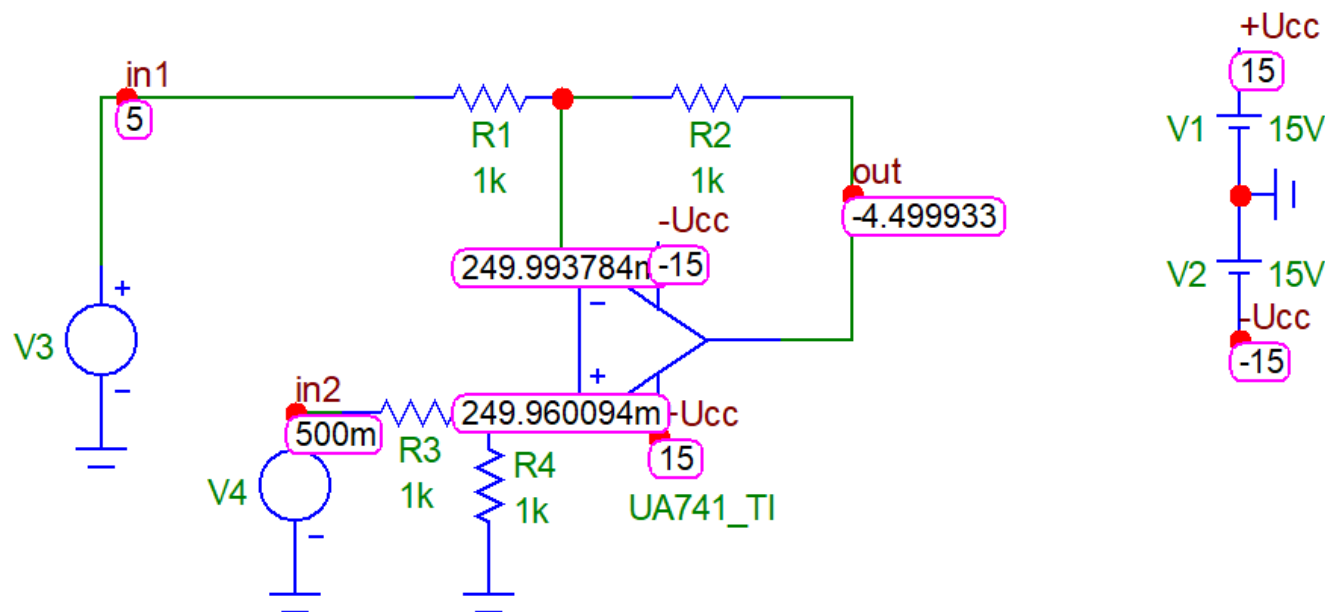 in1
5
R1
1k
R2
1k
out
-4.499933
+Ucc
15
V1
15V
V2
15V
-Ucc
-15
-Ucc
-15
249.993784m
−
+
V3
+
−
in2
500m
R3
1k
249.960094m
-Ucc
15
R4
1k
V4
−
UA741_TI